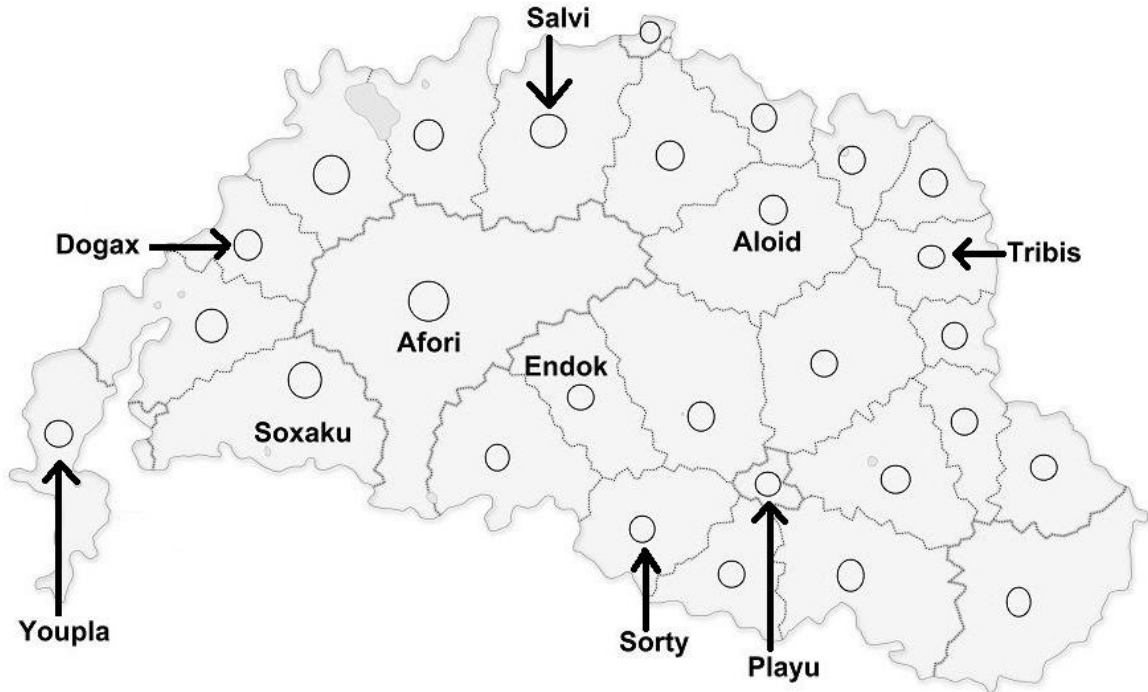 Salvi
Dogax
Aloid
Tribis
Afori
Endok
Soxaku
Youpla
Sorty
Playu